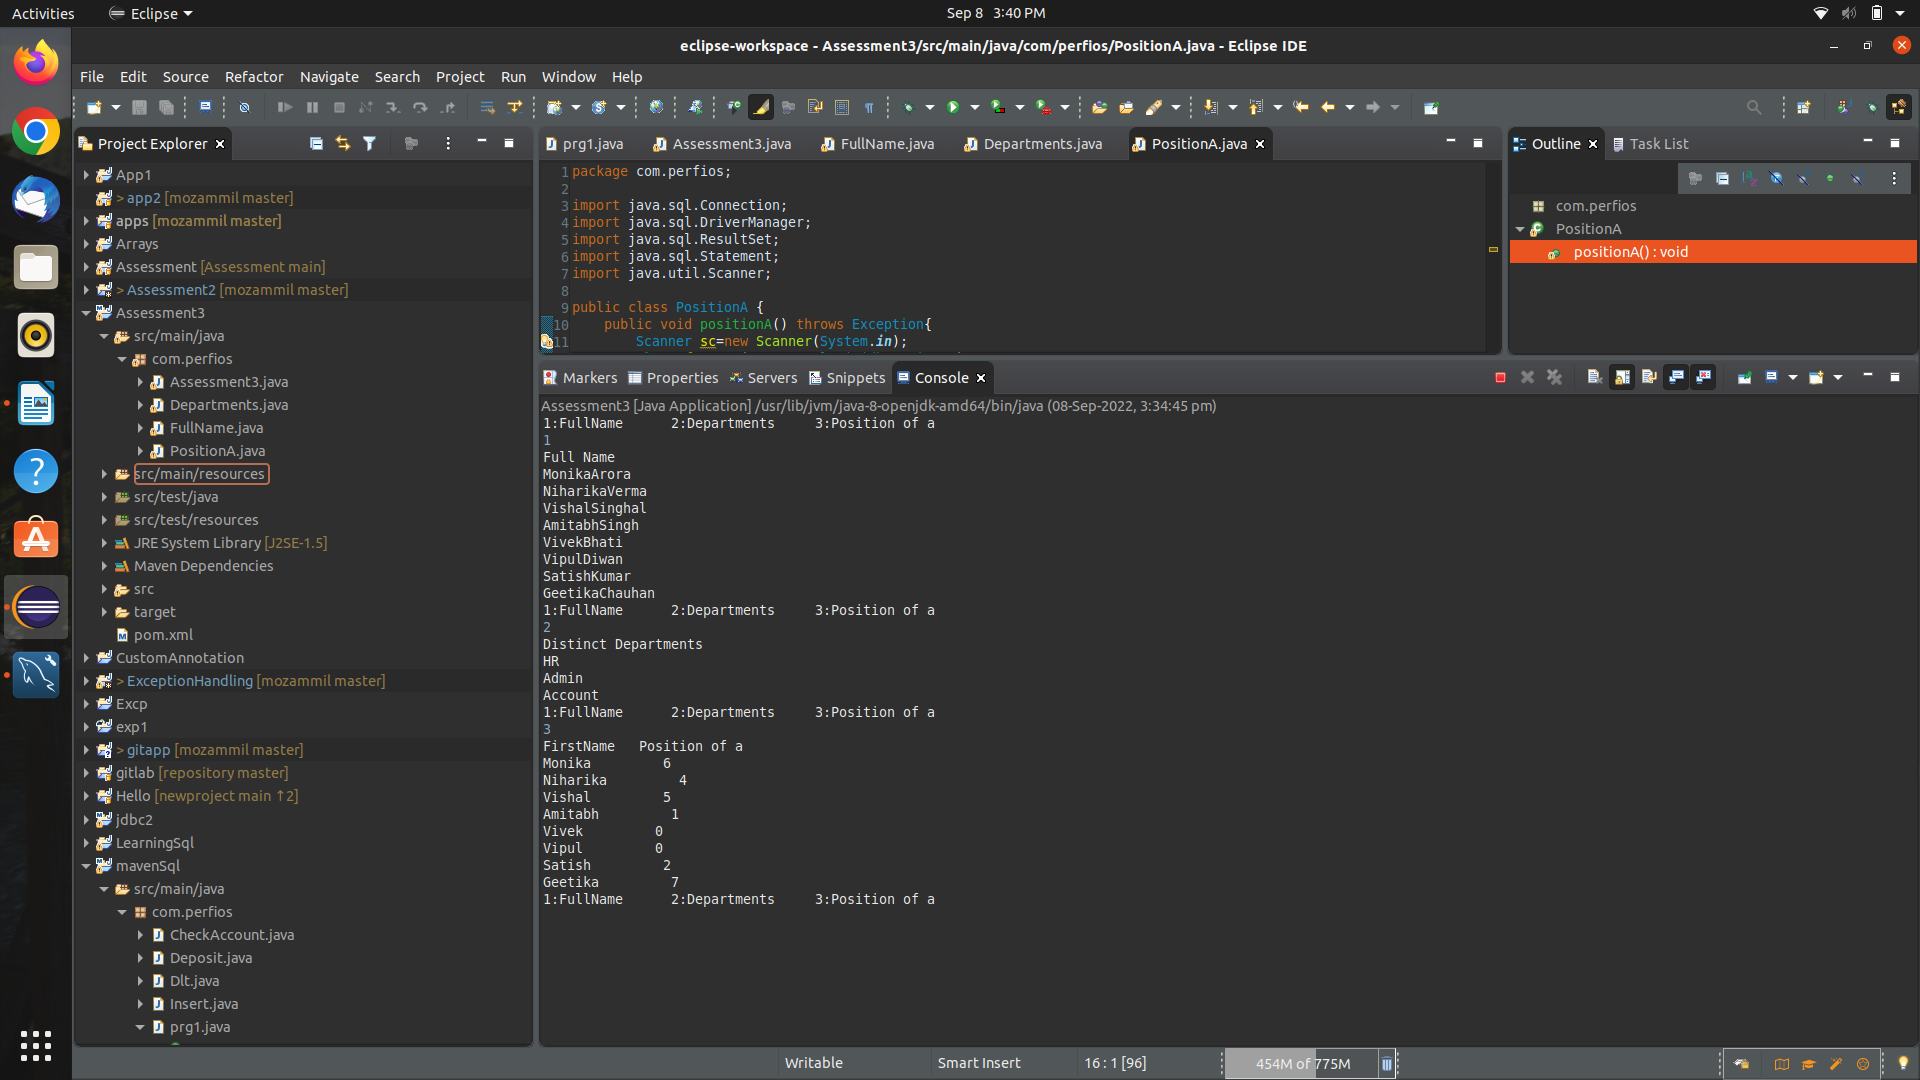 Activities
Eclipse
Sep 8 3:40 PM
eclipse-workspace - Assessment3/src/main/java/com/perfios/PositionA.java - Eclipse IDE
File Edit Source Refactor Navigate Search Project Run Window Help
Project Explorer
App1
> app2 [mozammil master]
apps [mozammil master]
Arrays
Assessment [Assessment main]
> Assessment2 [mozammil master]
Assessment3
src/main/java
com.perfios
Assessment3.java
Departments.java
FullName.java
PositionA.java
src/main/resources
src/test/java
src/test/resources
JRE System Library [J2SE-1.5]
Maven Dependencies
src
target
pom.xml
CustomAnnotation
> ExceptionHandling [mozammil master]
Excp
exp1
> gitapp [mozammil master]
gitlab [repository master]
Hello [newproject main ↑2]
jdbc2
LearningSql
mavenSql
src/main/java
com.perfios
CheckAccount.java
Deposit.java
Dlt.java
Insert.java
prg1.java
prg1.java Assessment3.java FullName.java Departments.java PositionA.java
1 package com.perfios;
2
3 import java.sql.Connection;
4 import java.sql.DriverManager;
5 import java.sql.ResultSet;
6 import java.sql.Statement;
7 import java.util.Scanner;
8
9 public class PositionA {
10 public void positionA() throws Exception{
11 Scanner sc=new Scanner(System.in);
Outline Task List
com.perfios
PositionA
positionA() : void
Markers Properties Servers Snippets Console
Assessment3 [Java Application] /usr/lib/jvm/java-8-openjdk-amd64/bin/java (08-Sep-2022, 3:34:45 pm)
1:FullName 2:Departments 3:Position of a
1
Full Name
MonikaArora
NiharikaVerma
VishalSinghal
AmitabhSingh
VivekBhati
VipulDiwan
SatishKumar
GeetikaChauhan
1:FullName 2:Departments 3:Position of a
2
Distinct Departments
HR
Admin
Account
1:FullName 2:Departments 3:Position of a
3
FirstName Position of a
Monika 6
Niharika 4
Vishal 5
Amitabh 1
Vivek 0
Vipul 0
Satish 2
Geetika 7
1:FullName 2:Departments 3:Position of a
Writable Smart Insert 16 : 1 [96] 454M of 775M